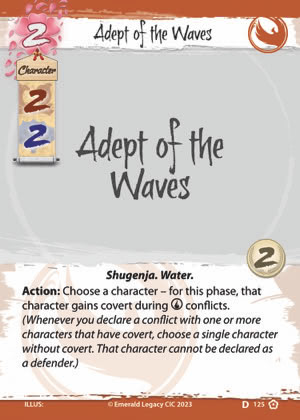 2
Adept of the Waves
Character
2
2
Adept of the
Waves
2
Shugenja. Water.
Action: Choose a character – for this phase, that
character gains covert during conflicts.
(Whenever you declare a conflict with one or more
characters that have covert, choose a single character
without covert. That character cannot be declared as
a defender.)
ILLUS: © Emerald Legacy CIC 2023 D 125